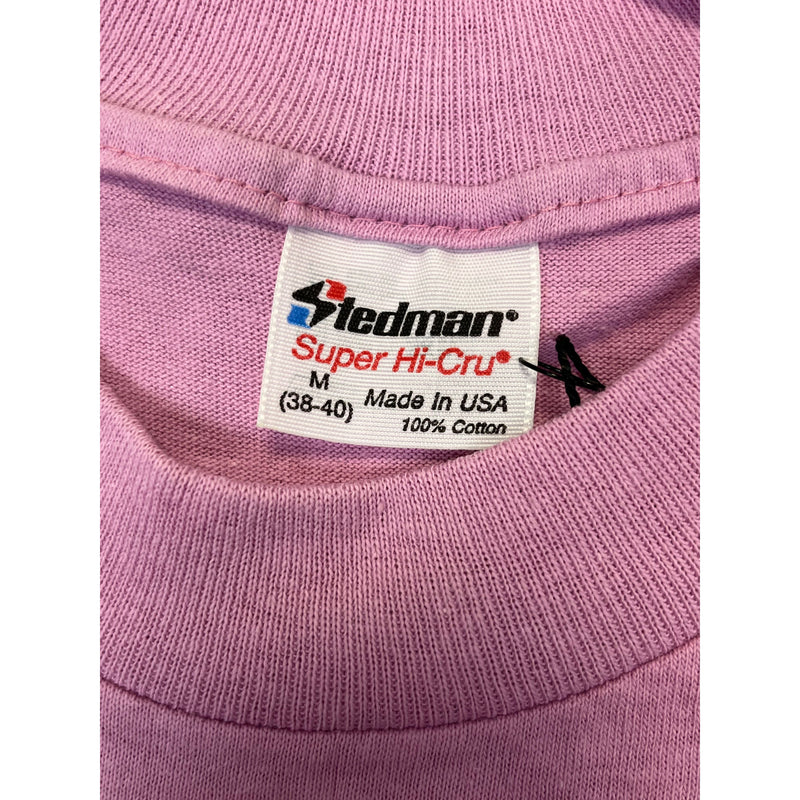 Stedman®
Super Hi-Cru®
M
(38-40)
Made In USA
100% Cotton